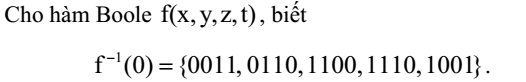 Cho hàm Boole f(x, y, z, t), biết
f⁻¹(0) = {0011, 0110, 1100, 1110, 1001}.